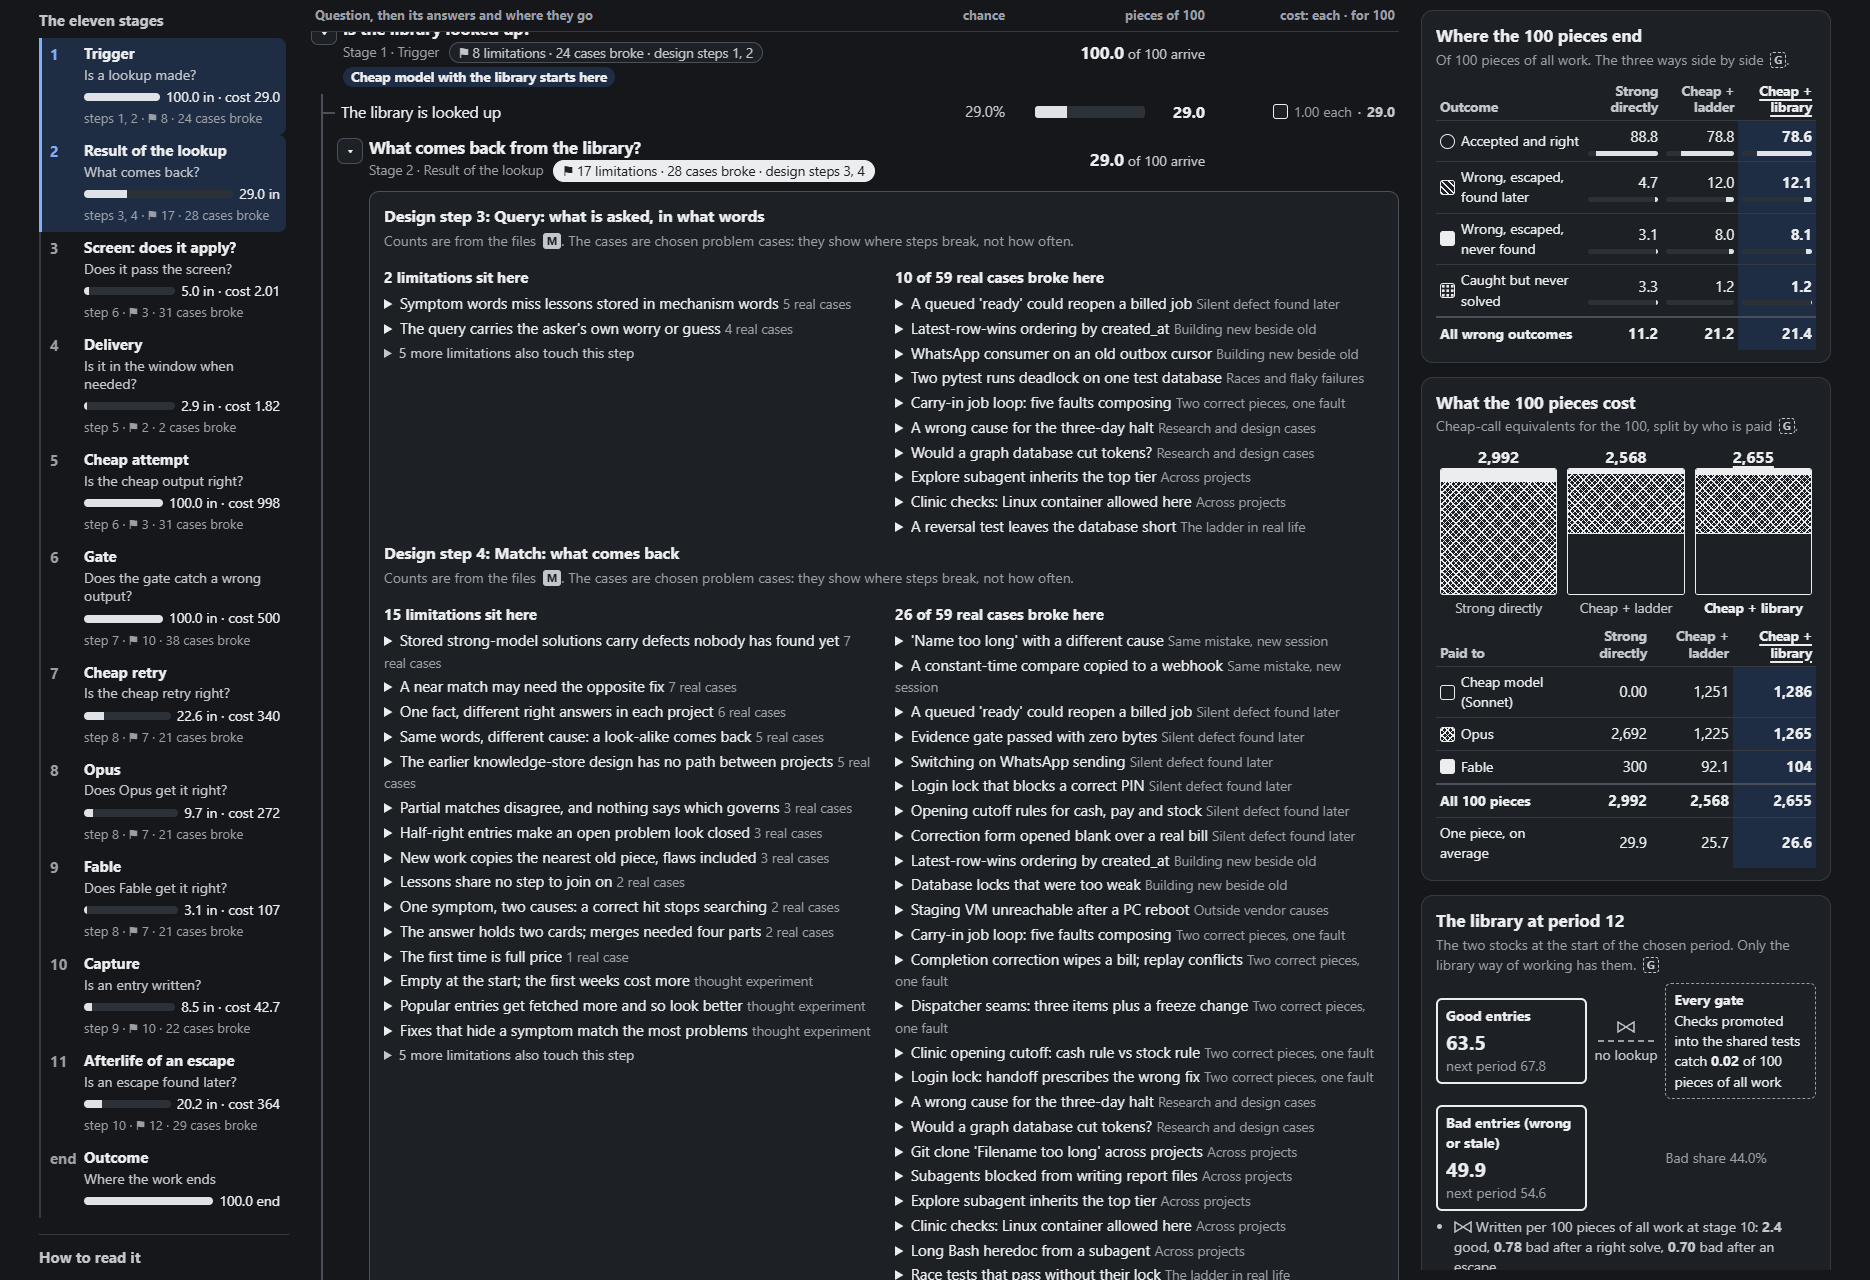 The eleven stages
1 Trigger
Is a lookup made?
100.0 in · cost 29.0
steps 1, 2 · ⚑ 8 · 24 cases broke
2 Result of the lookup
What comes back?
29.0 in
steps 3, 4 · ⚑ 17 · 28 cases broke
3 Screen: does it apply?
Does it pass the screen?
5.0 in · cost 2.01
step 6 · ⚑ 3 · 31 cases broke
4 Delivery
Is it in the window when
needed?
2.9 in · cost 1.82
step 5 · ⚑ 2 · 2 cases broke
5 Cheap attempt
Is the cheap output right?
100.0 in · cost 998
step 6 · ⚑ 3 · 31 cases broke
6 Gate
Does the gate catch a wrong
output?
100.0 in · cost 500
step 7 · ⚑ 10 · 38 cases broke
7 Cheap retry
Is the cheap retry right?
22.6 in · cost 340
step 8 · ⚑ 7 · 21 cases broke
8 Opus
Does Opus get it right?
9.7 in · cost 272
step 8 · ⚑ 7 · 21 cases broke
9 Fable
Does Fable get it right?
3.1 in · cost 107
step 8 · ⚑ 7 · 21 cases broke
10 Capture
Is an entry written?
8.5 in · cost 42.7
step 9 · ⚑ 10 · 22 cases broke
11 Afterlife of an escape
Is an escape found later?
20.2 in · cost 364
step 10 · ⚑ 12 · 29 cases broke
end Outcome
Where the work ends
100.0 end
How to read it
Question, then its answers and where they go chance pieces of 100 cost: each · for 100
Is the library looked up?
Stage 1 · Trigger ⚑ 8 limitations · 24 cases broke · design steps 1, 2 100.0 of 100 arrive
Cheap model with the library starts here
The library is looked up 29.0% 29.0 1.00 each · 29.0
What comes back from the library?
Stage 2 · Result of the lookup ⚑ 17 limitations · 28 cases broke · design steps 3, 4 29.0 of 100 arrive
Design step 3: Query: what is asked, in what words
Counts are from the files M. The cases are chosen problem cases: they show where steps break, not how often.
2 limitations sit here
▶ Symptom words miss lessons stored in mechanism words 5 real cases
▶ The query carries the asker's own worry or guess 4 real cases
▶ 5 more limitations also touch this step
10 of 59 real cases broke here
▶ A queued 'ready' could reopen a billed job Silent defect found later
▶ Latest-row-wins ordering by created_at Building new beside old
▶ WhatsApp consumer on an old outbox cursor Building new beside old
▶ Two pytest runs deadlock on one test database Races and flaky failures
▶ Carry-in job loop: five faults composing Two correct pieces, one fault
▶ A wrong cause for the three-day halt Research and design cases
▶ Would a graph database cut tokens? Research and design cases
▶ Explore subagent inherits the top tier Across projects
▶ Clinic checks: Linux container allowed here Across projects
▶ A reversal test leaves the database short The ladder in real life
Design step 4: Match: what comes back
Counts are from the files M. The cases are chosen problem cases: they show where steps break, not how often.
15 limitations sit here
▶ Stored strong-model solutions carry defects nobody has found yet 7
real cases
▶ A near match may need the opposite fix 7 real cases
▶ One fact, different right answers in each project 6 real cases
▶ Same words, different cause: a look-alike comes back 5 real cases
▶ The earlier knowledge-store design has no path between projects 5 real
cases
▶ Partial matches disagree, and nothing says which governs 3 real cases
▶ Half-right entries make an open problem look closed 3 real cases
▶ New work copies the nearest old piece, flaws included 3 real cases
▶ Lessons share no step to join on 2 real cases
▶ One symptom, two causes: a correct hit stops searching 2 real cases
▶ The answer holds two cards; merges needed four parts 2 real cases
▶ The first time is full price 1 real case
▶ Empty at the start; the first weeks cost more thought experiment
▶ Popular entries get fetched more and so look better thought experiment
▶ Fixes that hide a symptom match the most problems thought experiment
▶ 5 more limitations also touch this step
26 of 59 real cases broke here
▶ 'Name too long' with a different cause Same mistake, new session
▶ A constant-time compare copied to a webhook Same mistake, new
session
▶ A queued 'ready' could reopen a billed job Silent defect found later
▶ Evidence gate passed with zero bytes Silent defect found later
▶ Switching on WhatsApp sending Silent defect found later
▶ Login lock that blocks a correct PIN Silent defect found later
▶ Opening cutoff rules for cash, pay and stock Silent defect found later
▶ Correction form opened blank over a real bill Silent defect found later
▶ Latest-row-wins ordering by created_at Building new beside old
▶ Database locks that were too weak Building new beside old
▶ Staging VM unreachable after a PC reboot Outside vendor causes
▶ Carry-in job loop: five faults composing Two correct pieces, one fault
▶ Completion correction wipes a bill; replay conflicts Two correct pieces,
one fault
▶ Dispatcher seams: three items plus a freeze change Two correct pieces,
one fault
▶ Clinic opening cutoff: cash rule vs stock rule Two correct pieces, one fault
▶ Login lock: handoff prescribes the wrong fix Two correct pieces, one fault
▶ A wrong cause for the three-day halt Research and design cases
▶ Would a graph database cut tokens? Research and design cases
▶ Git clone 'Filename too long' across projects Across projects
▶ Subagents blocked from writing report files Across projects
▶ Explore subagent inherits the top tier Across projects
▶ Clinic checks: Linux container allowed here Across projects
▶ Long Bash heredoc from a subagent Across projects
▶ Race tests that pass without their lock The ladder in real life
Where the 100 pieces end
Of 100 pieces of all work. The three ways side by side G.
Outcome Strong directly Cheap + ladder Cheap + library
Accepted and right 88.8 78.8 78.6
Wrong, escaped, found later 4.7 12.0 12.1
Wrong, escaped, never found 3.1 8.0 8.1
Caught but never solved 3.3 1.2 1.2
All wrong outcomes 11.2 21.2 21.4
What the 100 pieces cost
Cheap-call equivalents for the 100, split by who is paid G.
2,992 2,568 2,655
Strong directly Cheap + ladder Cheap + library
Paid to Strong directly Cheap + ladder Cheap + library
Cheap model (Sonnet) 0.00 1,251 1,286
Opus 2,692 1,225 1,265
Fable 300 92.1 104
All 100 pieces 2,992 2,568 2,655
One piece, on average 29.9 25.7 26.6
The library at period 12
The two stocks at the start of the chosen period. Only the
library way of working has them. G
Good entries
63.5
next period 67.8
⋈
no lookup
Every gate
Checks promoted
into the shared tests
catch 0.02 of 100
pieces of all work
Bad entries (wrong
or stale)
49.9
next period 54.6
Bad share 44.0%
• ⋈ Written per 100 pieces of all work at stage 10: 2.4
good, 0.78 bad after a right solve, 0.70 bad after an
escape